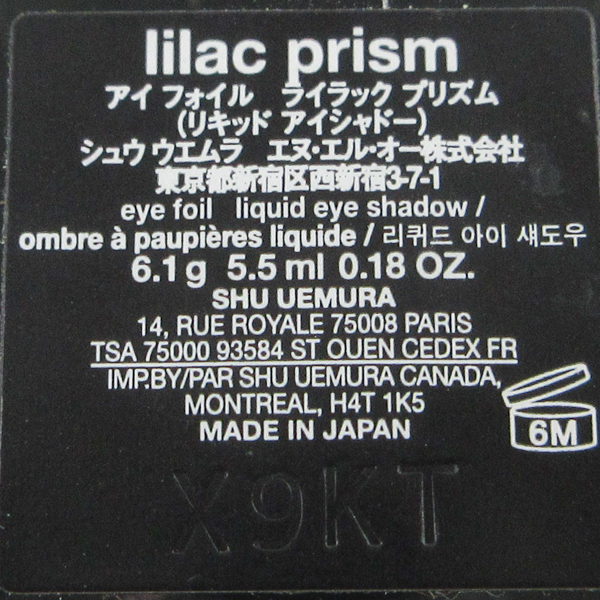 lilac prism
アイ フォイル　ライラック プリズム
(リキッド アイシャドー)
シュウ ウエムラ　エヌ・エル・オー株式会社
東京都新宿区西新宿3-7-1
eye foil liquid eye shadow /
ombre à paupières liquide / 리퀴드 아이 섀도우
6.1 g 5.5 ml 0.18 OZ.
SHU UEMURA
14, RUE ROYALE 75008 PARIS
TSA 75000 93584 ST OUEN CEDEX FR
IMP.BY/PAR SHU UEMURA CANADA,
MONTREAL, H4T 1K5
MADE IN JAPAN
6M
X9KT